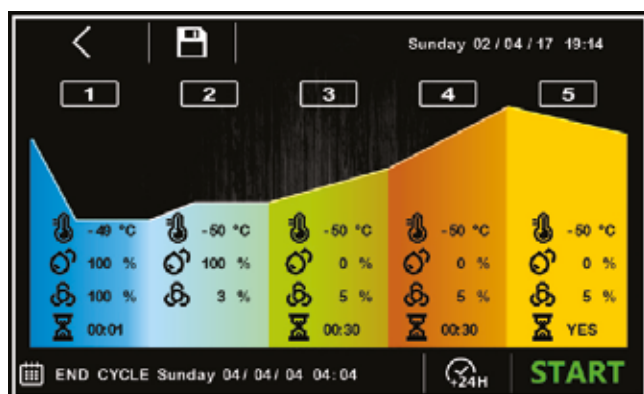 Sunday 02/04/17 19:14
1 2 3 4 5
-49 °C -50 °C -50 °C -50 °C -50 °C
100 % 100 % 0 % 0 % 0 %
100 % 3 % 5 % 5 % 5 %
00:01 00:30 00:30 YES
END CYCLE Sunday 04/04/04 04:04 +24H START